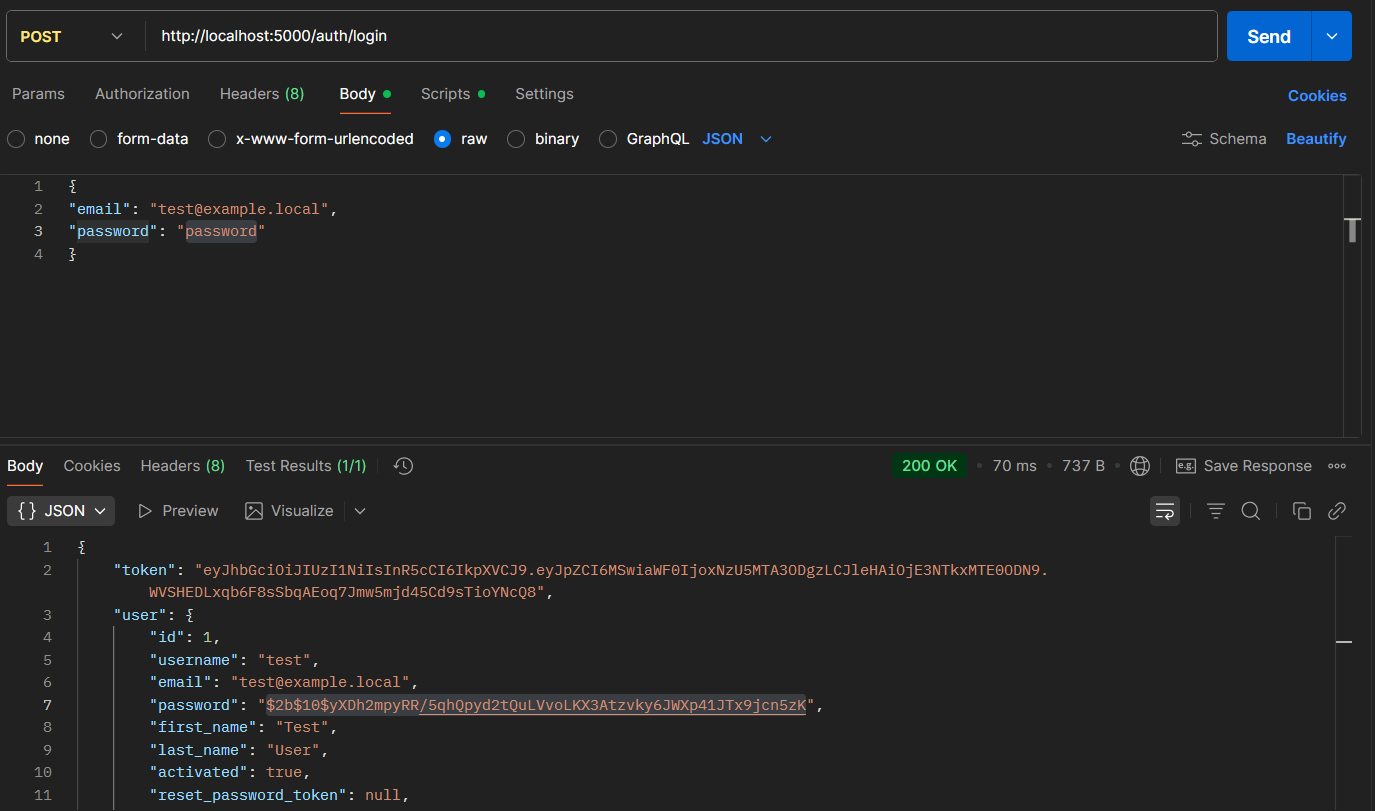 POST http://localhost:5000/auth/login Send
Params Authorization Headers (8) Body Scripts Settings Cookies
none form-data x-www-form-urlencoded raw binary GraphQL JSON Schema Beautify
1 {
2 "email": "test@example.local",
3 "password": "password"
4 }
Body Cookies Headers (8) Test Results (1/1) 200 OK • 70 ms • 737 B • e.g. Save Response
{} JSON Preview Visualize
1 {
2 "token": "eyJhbGciOiJIUzI1NiIsInR5cCI6IkpXVCJ9.eyJpZCI6MSwiaWF0IjoxNzU5MTA3ODgzLCJleHAiOjE3NTkxMTE0ODN9.
WVSHEDLxqb6F8sSbqAEoq7Jmw5mjd45Cd9sTioYNcQ8",
3 "user": {
4 "id": 1,
5 "username": "test",
6 "email": "test@example.local",
7 "password": "$2b$10$yXDh2mpyRR/5qhQpyd2tQuLVvoLKX3Atzvky6JWXp41JTx9jcn5zK",
8 "first_name": "Test",
9 "last_name": "User",
10 "activated": true,
11 "reset_password_token": null,